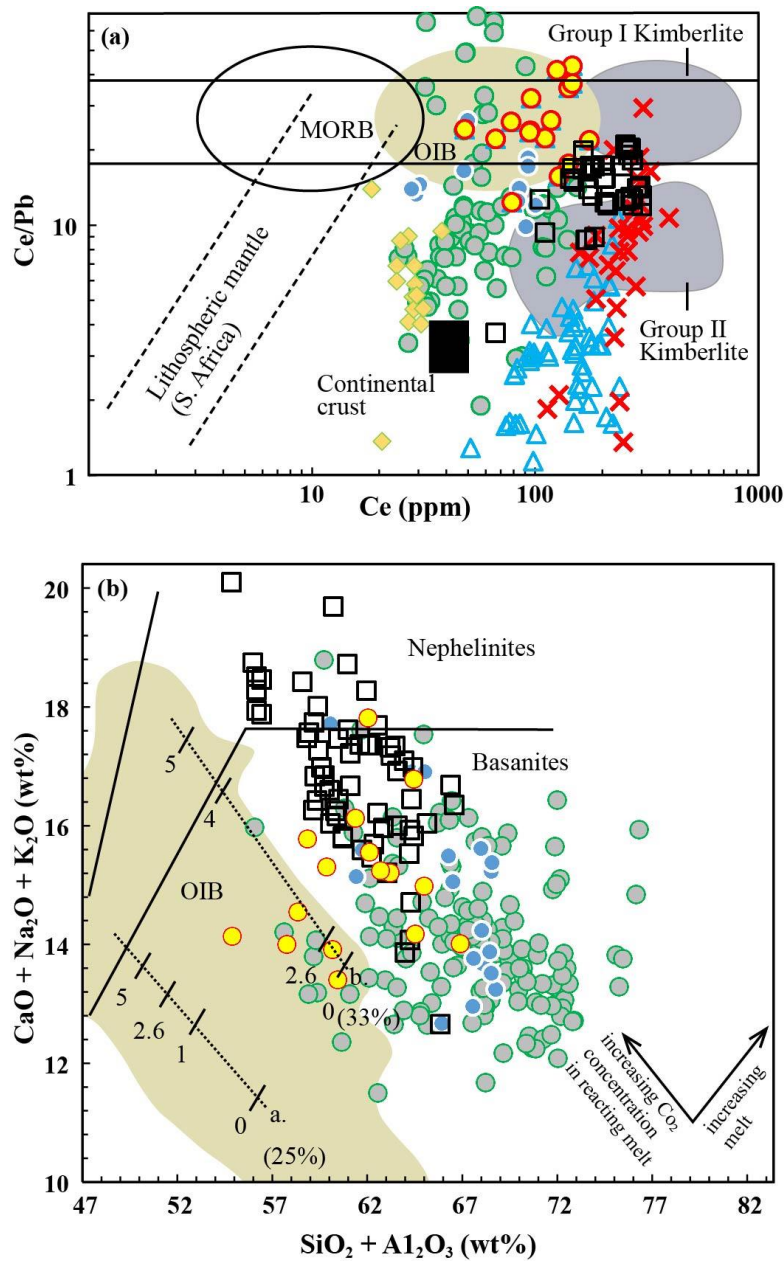 (a)
Group I Kimberlite
MORB
OIB
Ce/Pb
10
Lithospheric mantle
(S. Africa)
Continental
crust
Group II
Kimberlite
1
10
100
1000
Ce (ppm)
(b)
20
18
16
14
12
10
CaO + Na₂O + K₂O (wt%)
Nephelinites
Basanites
OIB
5
4
2.6
b.
0
(33%)
5
2.6
1
0
a.
(25%)
increasing Co₂
concentration
in reacting melt
increasing
melt
47
52
57
62
67
72
77
82
SiO₂ + A1₂O₃ (wt%)